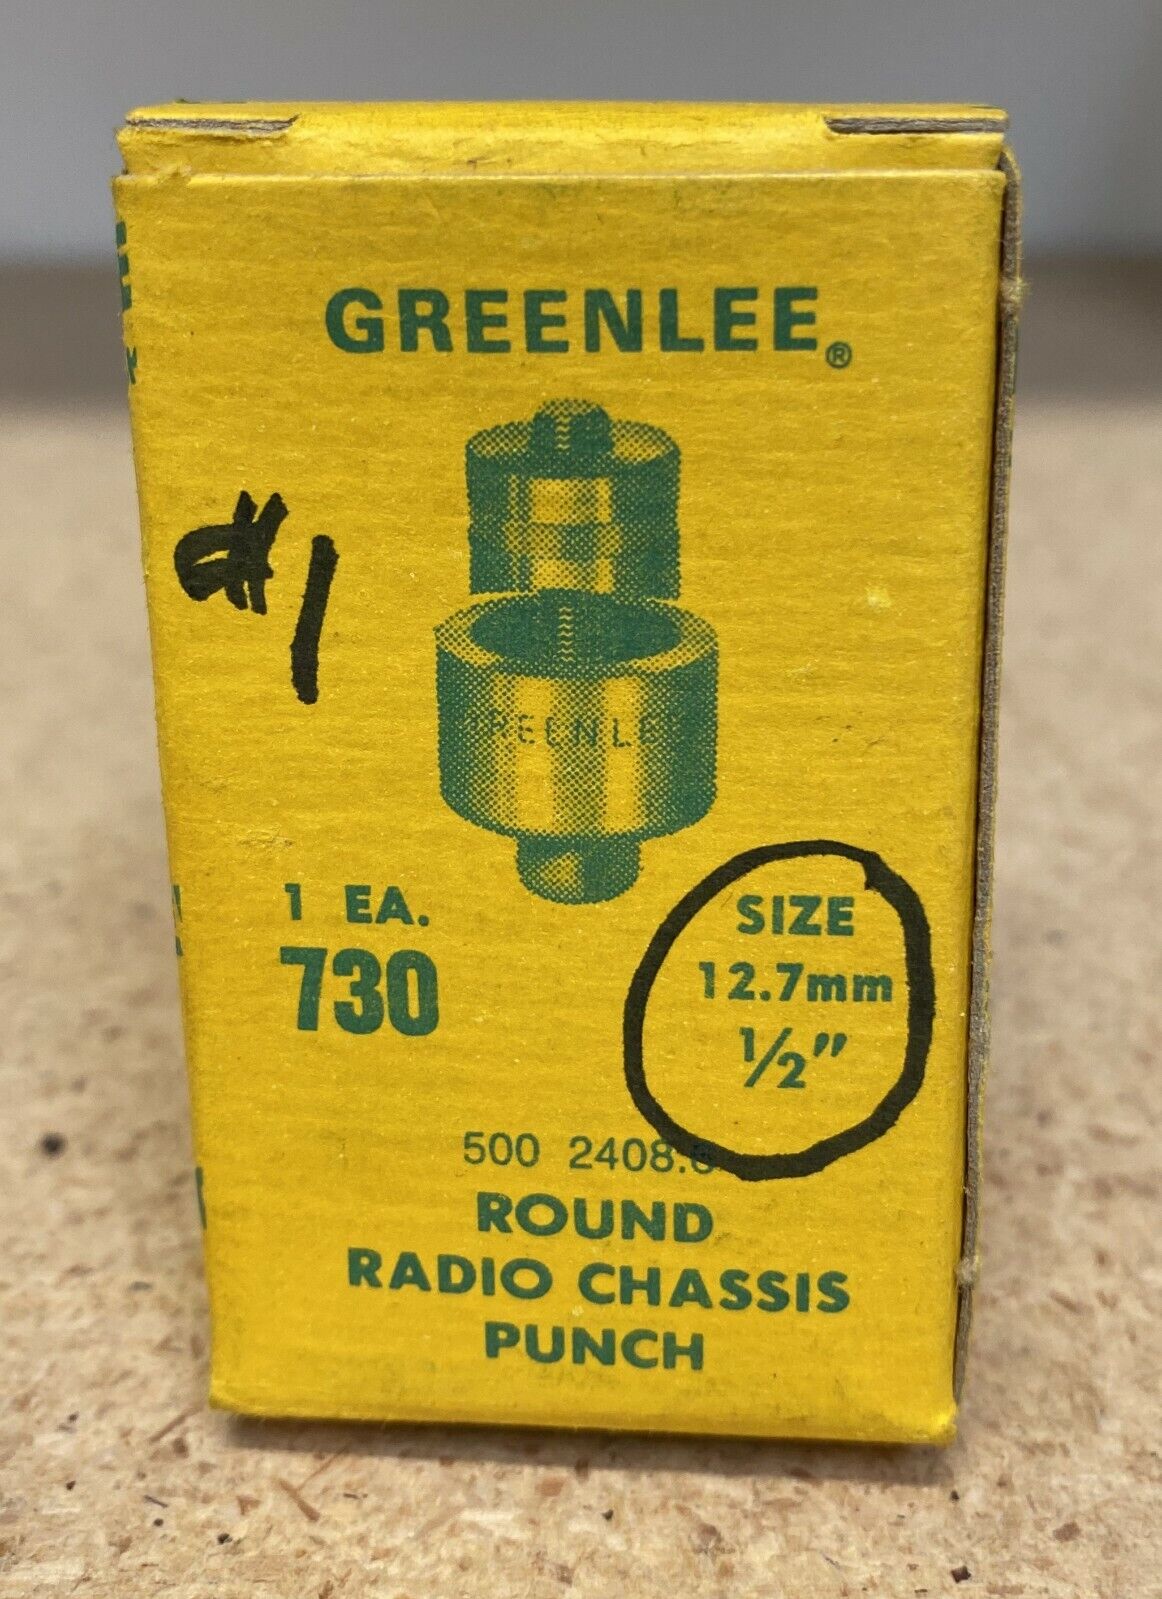 GREENLEE®
#1
GREENLEE
1 EA.
730
SIZE
12.7mm
1/2"
500 2408.
ROUND
RADIO CHASSIS
PUNCH